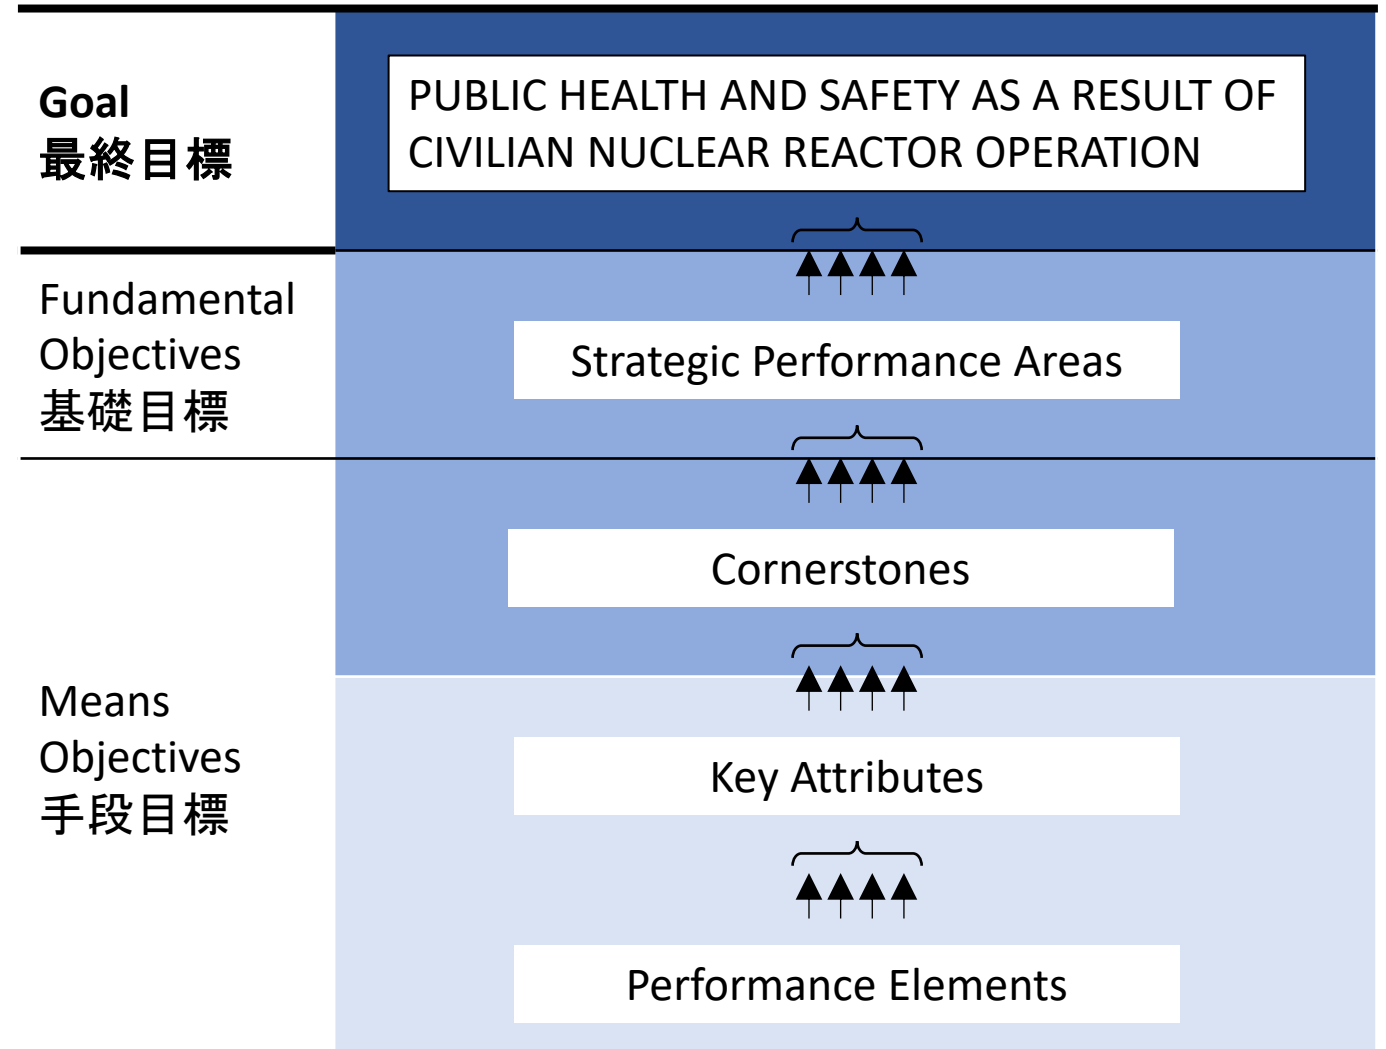 Goal
最終目標
PUBLIC HEALTH AND SAFETY AS A RESULT OF
CIVILIAN NUCLEAR REACTOR OPERATION
Fundamental
Objectives
基礎目標
Strategic Performance Areas
Cornerstones
Means
Objectives
手段目標
Key Attributes
Performance Elements